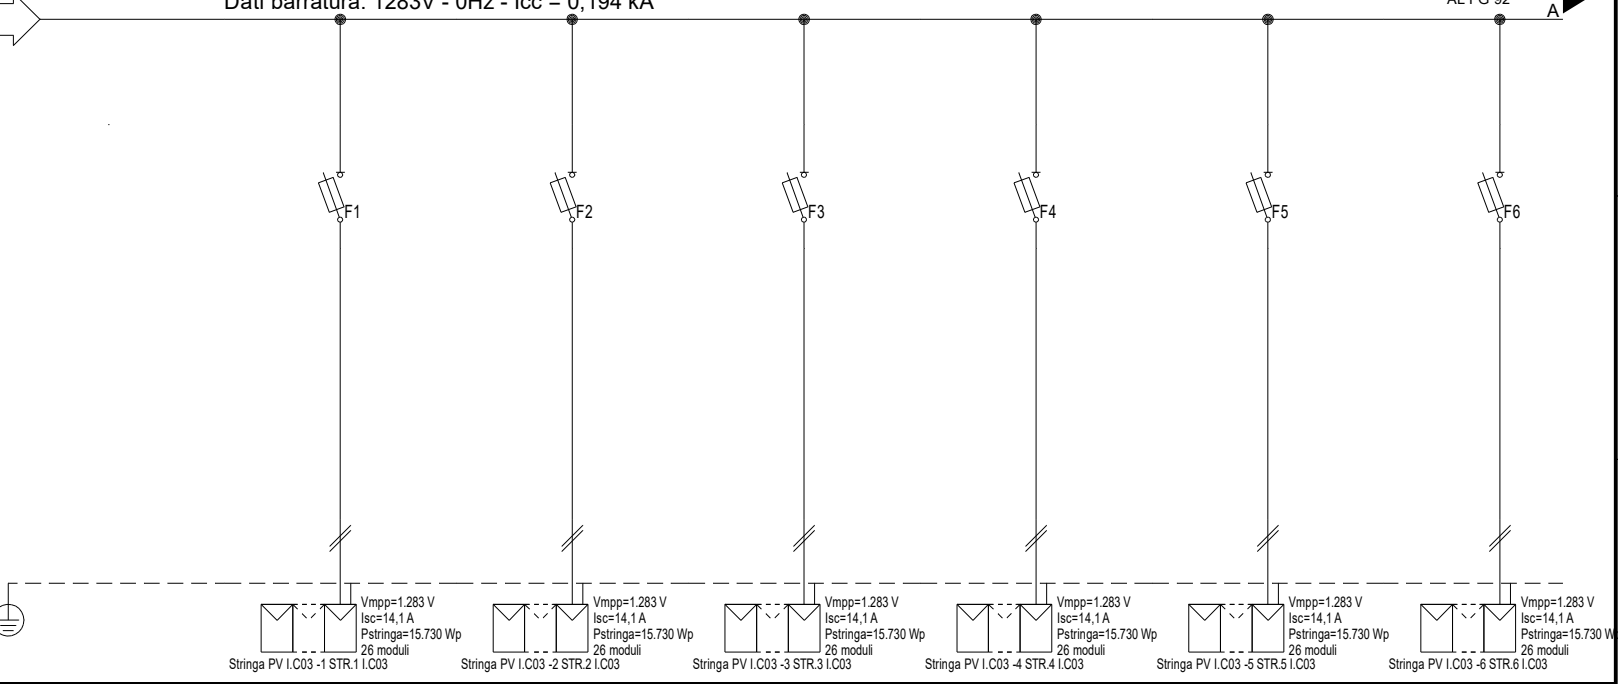 Dati barratura: 1283V - 0Hz - Icc = 0,194 kA
A
F1
F2
F3
F4
F5
F6
Vmpp=1.283 V
Isc=14,1 A
Pstringa=15.730 Wp
26 moduli
Stringa PV I.C03 -1 STR.1 I.C03
Vmpp=1.283 V
Isc=14,1 A
Pstringa=15.730 Wp
26 moduli
Stringa PV I.C03 -2 STR.2 I.C03
Vmpp=1.283 V
Isc=14,1 A
Pstringa=15.730 Wp
26 moduli
Stringa PV I.C03 -3 STR.3 I.C03
Vmpp=1.283 V
Isc=14,1 A
Pstringa=15.730 Wp
26 moduli
Stringa PV I.C03 -4 STR.4 I.C03
Vmpp=1.283 V
Isc=14,1 A
Pstringa=15.730 Wp
26 moduli
Stringa PV I.C03 -5 STR.5 I.C03
Vmpp=1.283 V
Isc=14,1 A
Pstringa=15.730 W
26 moduli
Stringa PV I.C03 -6 STR.6 I.C03